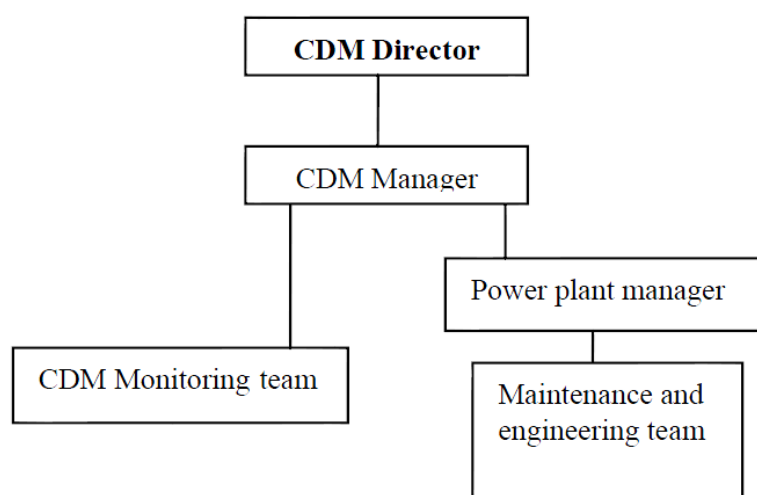 CDM Director
CDM Manager
Power plant manager
CDM Monitoring team
Maintenance and
engineering team